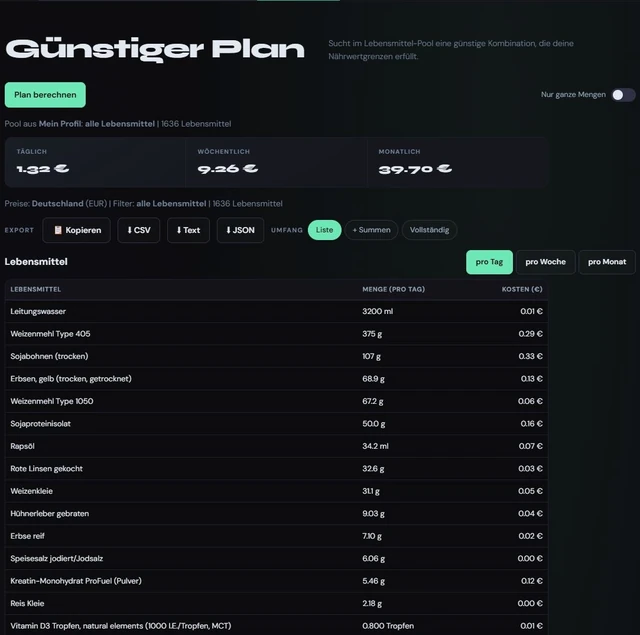 Günstiger Plan
Sucht im Lebensmittel-Pool eine günstige Kombination, die deine
Nährwertgrenzen erfüllt.
Plan berechnen
Nur ganze Mengen
Pool aus Mein Profil: alle Lebensmittel | 1636 Lebensmittel
TÄGLICH WÖCHENTLICH MONATLICH
1.32 € 9.26 € 39.70 €
Preise: Deutschland (EUR) | Filter: alle Lebensmittel | 1636 Lebensmittel
EXPORT Kopieren CSV Text JSON UMFANG Liste + Summen Vollständig
Lebensmittel pro Tag pro Woche pro Monat
LEBENSMITTEL MENGE (PRO TAG) KOSTEN (€)
Leitungswasser 3200 ml 0.01 €
Weizenmehl Type 405 375 g 0.29 €
Sojabohnen (trocken) 107 g 0.33 €
Erbsen, gelb (trocken, getrocknet) 68.9 g 0.13 €
Weizenmehl Type 1050 67.2 g 0.06 €
Sojaproteinisolat 50.0 g 0.16 €
Rapsöl 34.2 ml 0.07 €
Rote Linsen gekocht 32.6 g 0.03 €
Weizenkleie 31.1 g 0.05 €
Hühnerleber gebraten 9.03 g 0.04 €
Erbse reif 7.10 g 0.02 €
Speisesalz jodiert/Jodsalz 6.06 g 0.00 €
Kreatin-Monohydrat ProFuel (Pulver) 5.46 g 0.12 €
Reis Kleie 2.18 g 0.00 €
Vitamin D3 Tropfen, natural elements (1000 I.E./Tropfen, MCT) 0.800 Tropfen 0.01 €